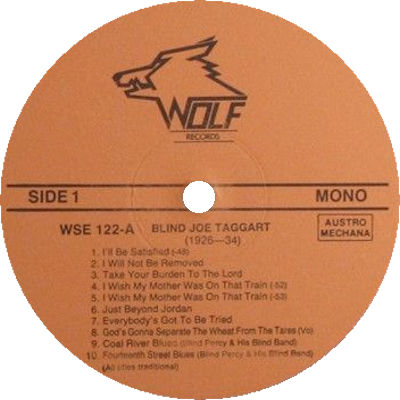 WOLF
RECORDS
SIDE 1 MONO
WSE 122-A BLIND JOE TAGGART
(1926—34)
AUSTRO
MECHANA
1. I'll Be Satisfied (-48)
2. I Will Not Be Removed
3. Take Your Burden To The Lord
4. I Wish My Mother Was On That Train (-52)
5. I Wish My Mother Was On That Train (-53)
6. Just Beyond Jordan
7. Everybody's Got To Be Tried
8. God's Gonna Separate The Wheat From The Tares (Vo)
9. Coal River Blues (Blind Percy & His Blind Band)
10. Fourteenth Street Blues (Blind Percy & His Blind Band)
(All titles traditional)